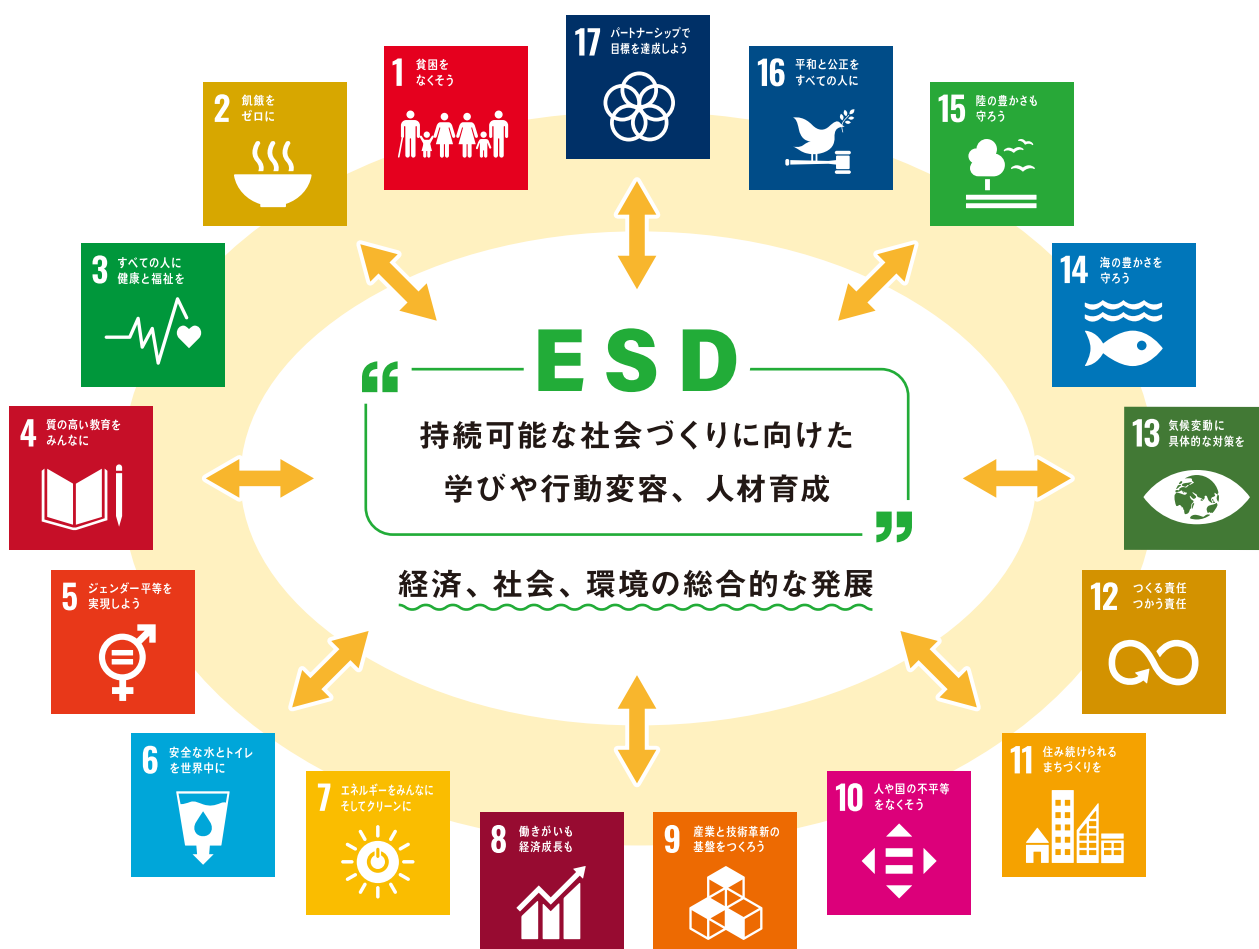 17 パートナーシップで
目標を達成しよう
16 平和と公正を
すべての人に
15 陸の豊かさも
守ろう
14 海の豊かさを
守ろう
13 気候変動に
具体的な対策を
12 つくる責任
つかう責任
11 住み続けられる
まちづくりを
10 人や国の不平等
をなくそう
9 産業と技術革新の
基盤をつくろう
8 働きがいも
経済成長も
7 エネルギーをみんなに
そしてクリーンに
6 安全な水とトイレ
を世界中に
5 ジェンダー平等を
実現しよう
4 質の高い教育を
みんなに
3 すべての人に
健康と福祉を
2 飢餓を
ゼロに
1 貧困を
なくそう
ESD
“持続可能な社会づくりに向けた
学びや行動変容、人材育成”
経済、社会、環境の総合的な発展